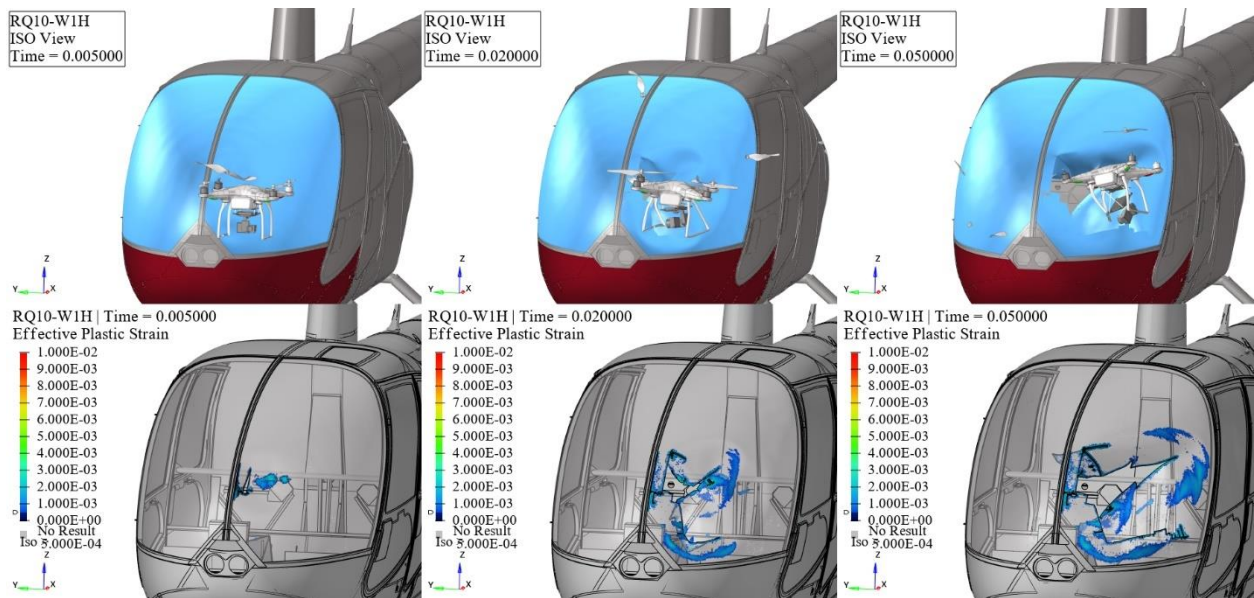 RQ10-W1H
ISO View
Time = 0.005000
Z
Y X
RQ10-W1H
ISO View
Time = 0.020000
Z
Y X
RQ10-W1H
ISO View
Time = 0.050000
Z
Y X
RQ10-W1H | Time = 0.005000
Effective Plastic Strain
1.000E-02
9.000E-03
8.000E-03
7.000E-03
6.000E-03
5.000E-03
4.000E-03
3.000E-03
2.000E-03
1.000E-03
0.000E+00
No Result
Iso 5.000E-04
Z
Y X
RQ10-W1H | Time = 0.020000
Effective Plastic Strain
1.000E-02
9.000E-03
8.000E-03
7.000E-03
6.000E-03
5.000E-03
4.000E-03
3.000E-03
2.000E-03
1.000E-03
0.000E+00
No Result
Iso 5.000E-04
Z
Y X
RQ10-W1H | Time = 0.050000
Effective Plastic Strain
1.000E-02
9.000E-03
8.000E-03
7.000E-03
6.000E-03
5.000E-03
4.000E-03
3.000E-03
2.000E-03
1.000E-03
0.000E+00
No Result
Iso 5.000E-04
Z
Y X